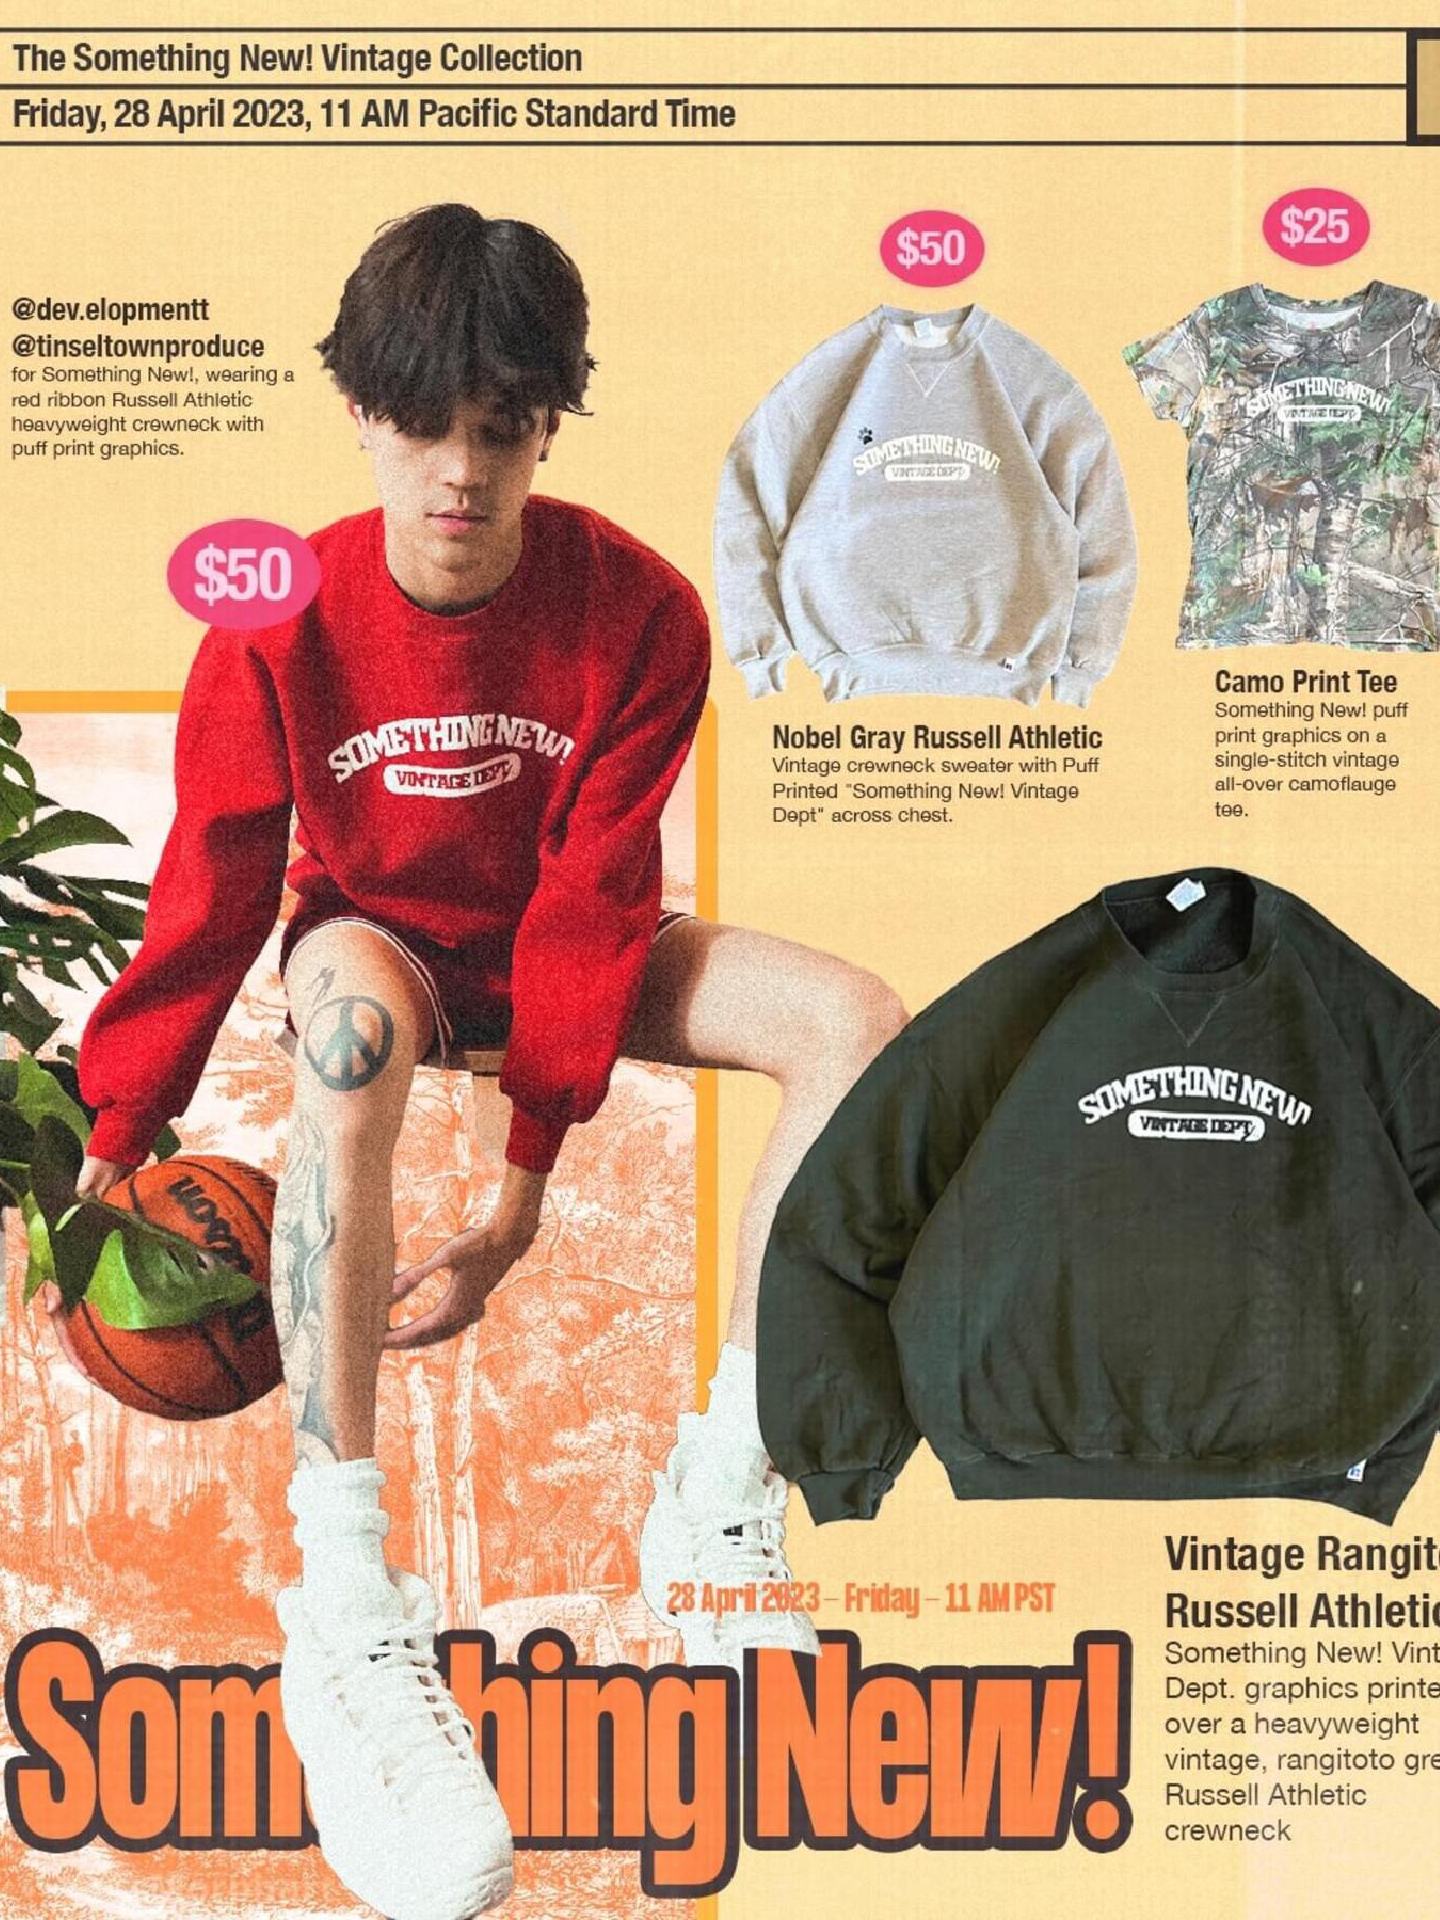 The Something New! Vintage Collection
Friday, 28 April 2023, 11 AM Pacific Standard Time
@dev.elopmentt
@tinseltownproduce
for Something New!, wearing a
red ribbon Russell Athletic
heavyweight crewneck with
puff print graphics.
$50
SOMETHING NEW!
VINTAGE DEPT.
$50
SOMETHING NEW!
VINTAGE DEPT.
Nobel Gray Russell Athletic
Vintage crewneck sweater with Puff
Printed "Something New! Vintage
Dept" across chest.
$25
SOMETHING NEW!
VINTAGE DEPT.
Camo Print Tee
Something New! puff
print graphics on a
single-stitch vintage
all-over camoflauge
tee.
SOMETHING NEW!
VINTAGE DEPT.
Wilson
28 April 2023 – Friday – 11 AM PST
Something New!
Vintage Rangit
Russell Athletic
Something New! Vint
Dept. graphics printe
over a heavyweight
vintage, rangitoto gre
Russell Athletic
crewneck